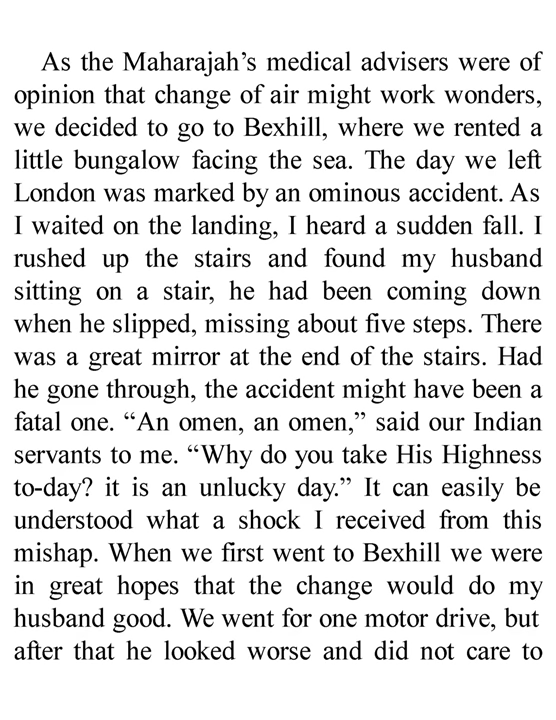 As the Maharajah’s medical advisers were of
opinion that change of air might work wonders,
we decided to go to Bexhill, where we rented a
little bungalow facing the sea. The day we left
London was marked by an ominous accident. As
I waited on the landing, I heard a sudden fall. I
rushed up the stairs and found my husband
sitting on a stair, he had been coming down
when he slipped, missing about five steps. There
was a great mirror at the end of the stairs. Had
he gone through, the accident might have been a
fatal one. “An omen, an omen,” said our Indian
servants to me. “Why do you take His Highness
to-day? it is an unlucky day.” It can easily be
understood what a shock I received from this
mishap. When we first went to Bexhill we were
in great hopes that the change would do my
husband good. We went for one motor drive, but
after that he looked worse and did not care to